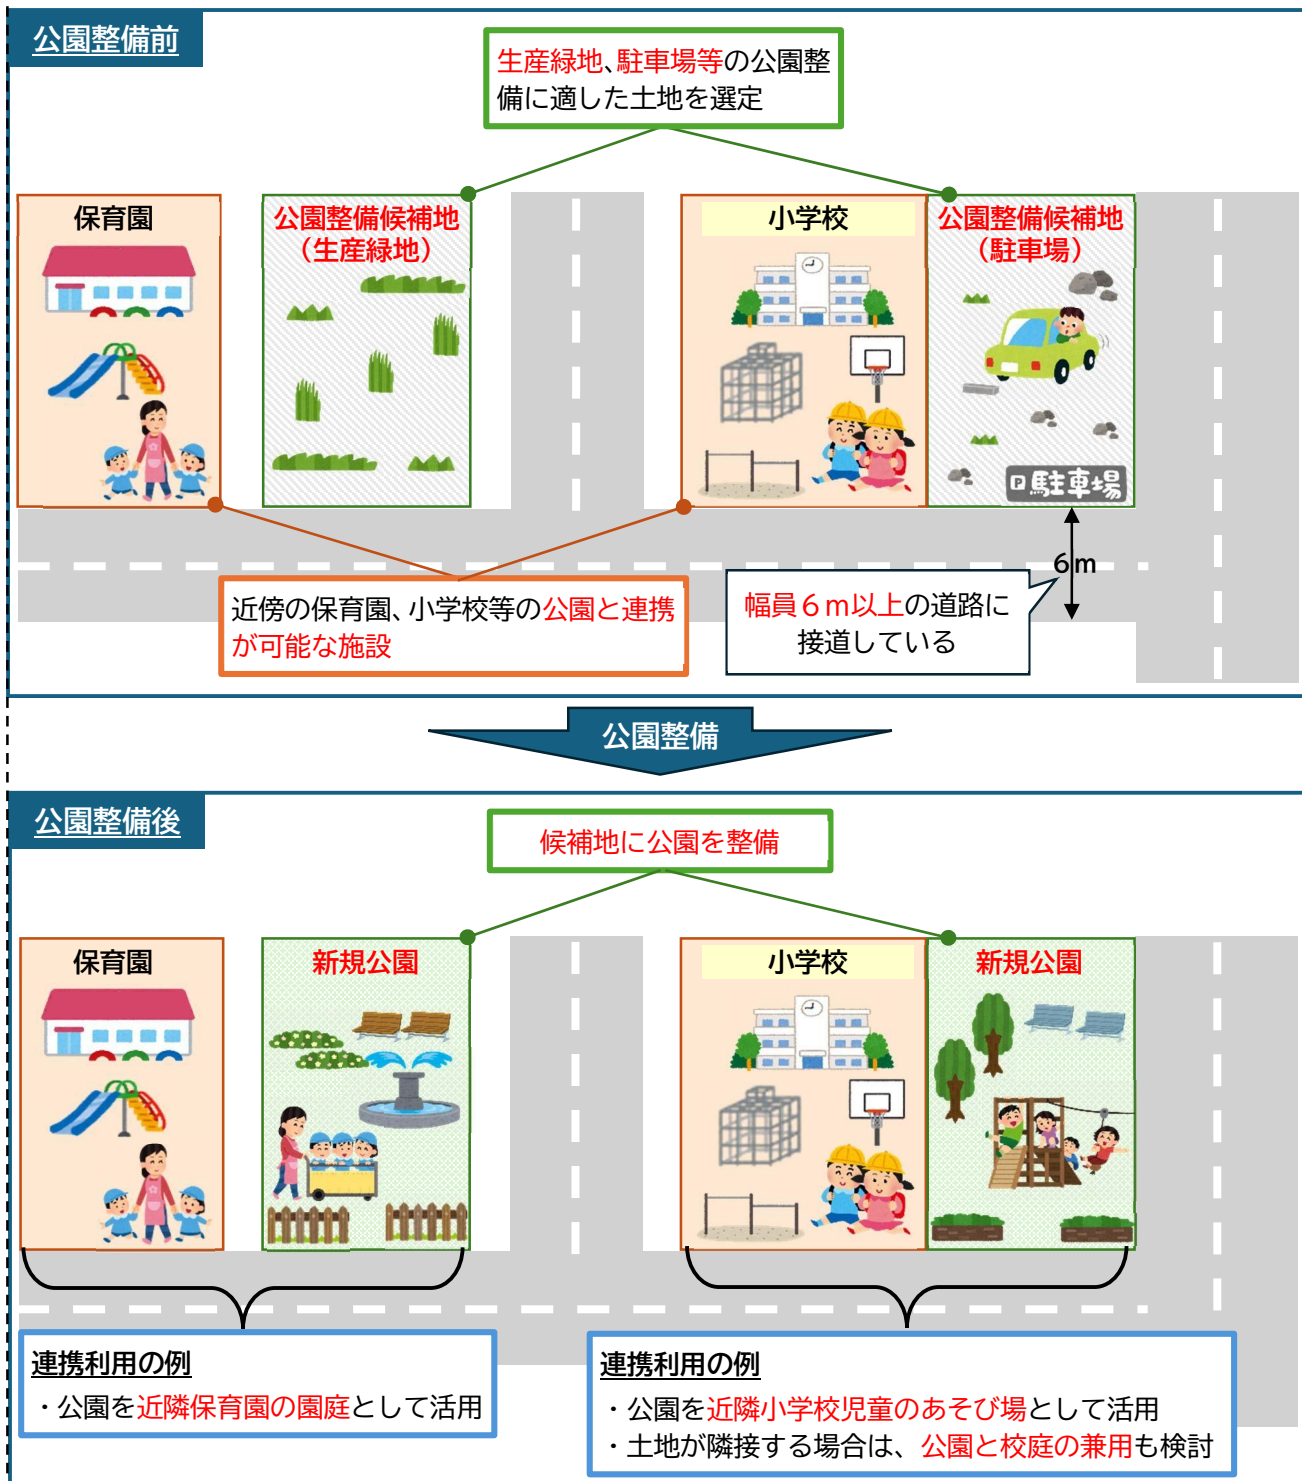 公園整備前
生産緑地、駐車場等の公園整
備に適した土地を選定
保育園
公園整備候補地
（生産緑地）
小学校
公園整備候補地
（駐車場）
P駐車場
6m
近傍の保育園、小学校等の公園と連携
が可能な施設
幅員６ｍ以上の道路に
接道している
公園整備
公園整備後
候補地に公園を整備
保育園
新規公園
小学校
新規公園
連携利用の例
・公園を近隣保育園の園庭として活用
連携利用の例
・公園を近隣小学校児童のあそび場として活用
・土地が隣接する場合は、公園と校庭の兼用も検討